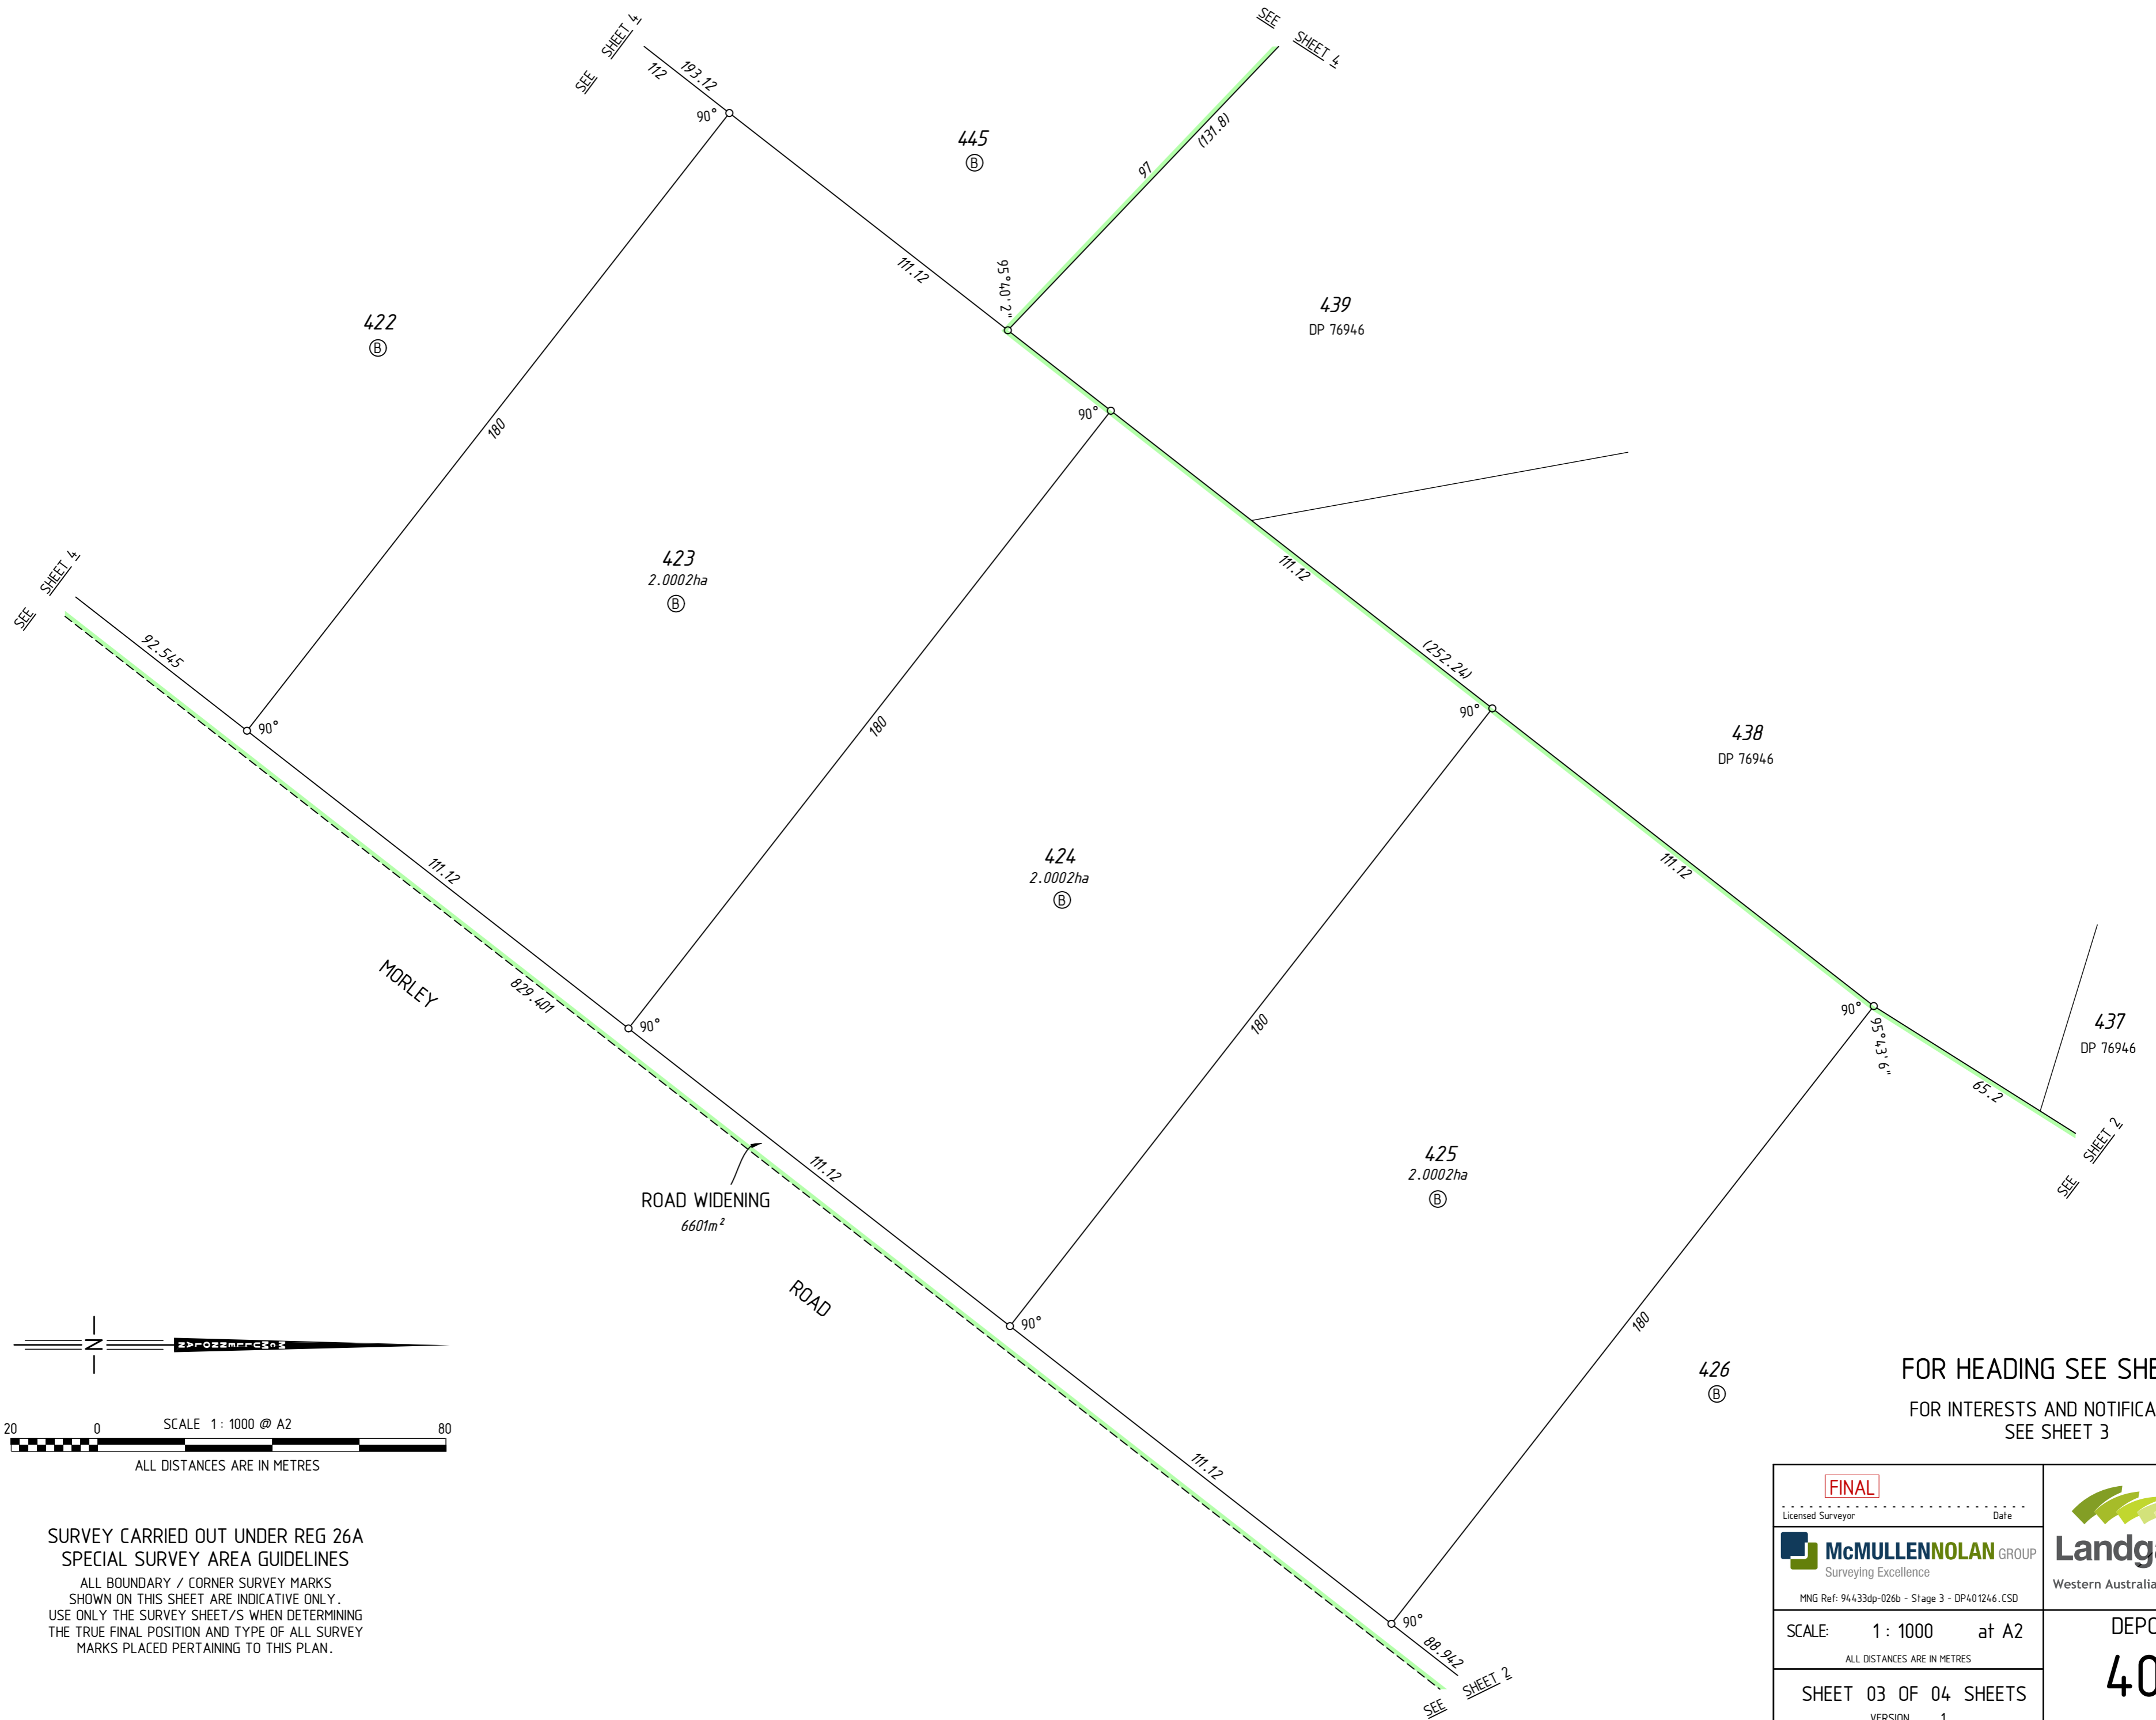 SEE SHEET 4
112
193.12
90°
445
B
SEE SHEET 4
97
(131.8)
111.12
95°40'2"
439
DP 76946
422
B
180
90°
SEE SHEET 4
92.545
90°
423
2.0002ha
B
180
111.12
(252.24)
90°
438
DP 76946
111.12
829.401
MORLEY
90°
424
2.0002ha
B
180
111.12
90°
95°43'6"
437
DP 76946
65.2
SEE SHEET 2
ROAD WIDENING
6601m²
111.12
425
2.0002ha
B
ROAD
90°
180
426
B
111.12
90°
88.942
SEE SHEET 2
N
McMULLEN NOLAN
SCALE 1 : 1000 @ A2
20 0 80
ALL DISTANCES ARE IN METRES
SURVEY CARRIED OUT UNDER REG 26A
SPECIAL SURVEY AREA GUIDELINES
ALL BOUNDARY / CORNER SURVEY MARKS
SHOWN ON THIS SHEET ARE INDICATIVE ONLY.
USE ONLY THE SURVEY SHEET/S WHEN DETERMINING
THE TRUE FINAL POSITION AND TYPE OF ALL SURVEY
MARKS PLACED PERTAINING TO THIS PLAN.
FOR HEADING SEE SHE
FOR INTERESTS AND NOTIFICA
SEE SHEET 3
FINAL
Licensed Surveyor Date
McMULLENNOLAN GROUP
Surveying Excellence
MNG Ref: 94433dp-026b - Stage 3 - DP401246.CSD
SCALE: 1 : 1000 at A2
ALL DISTANCES ARE IN METRES
SHEET 03 OF 04 SHEETS
VERSION 1
Landg
Western Australia
DEPO
40